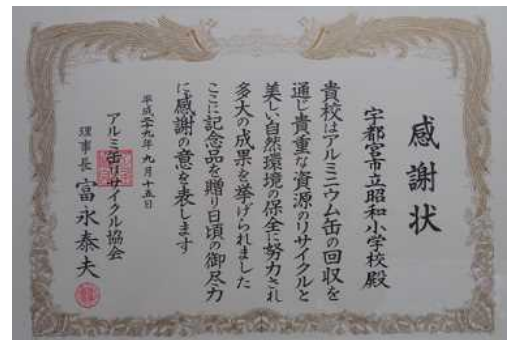 感謝状
宇都宮市立昭和小学校殿
貴校はアルミニウム缶の回収を
通じ貴重な資源のリサイクルと
美しい自然環境の保全に努力され
多大の成果を挙げられました
ここに記念品を贈り日頃の御尽力
に感謝の意を表します
平成二十九年九月十五日
アルミ缶リサイクル協会
理事長 富永泰夫